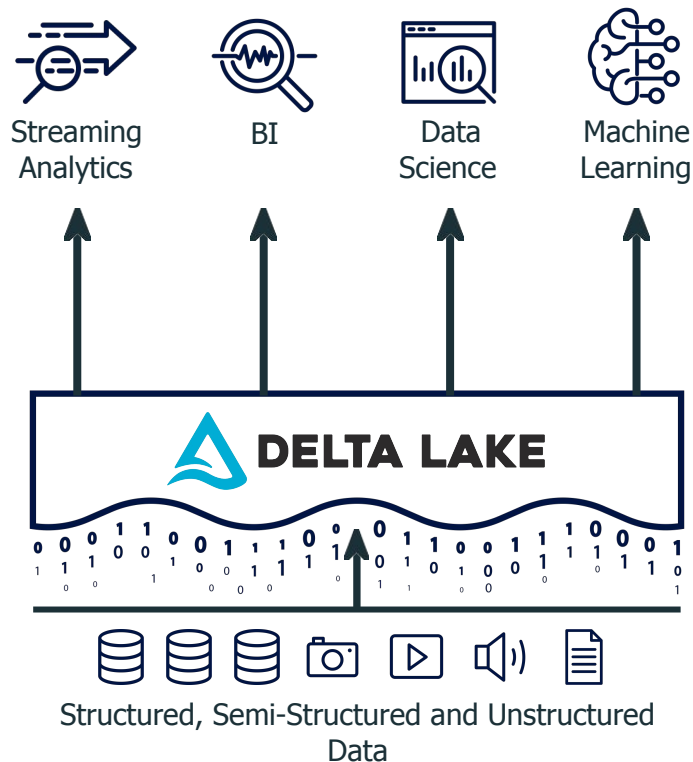 Streaming
Analytics
BI
Data
Science
Machine
Learning
DELTA LAKE
Structured, Semi-Structured and Unstructured
Data